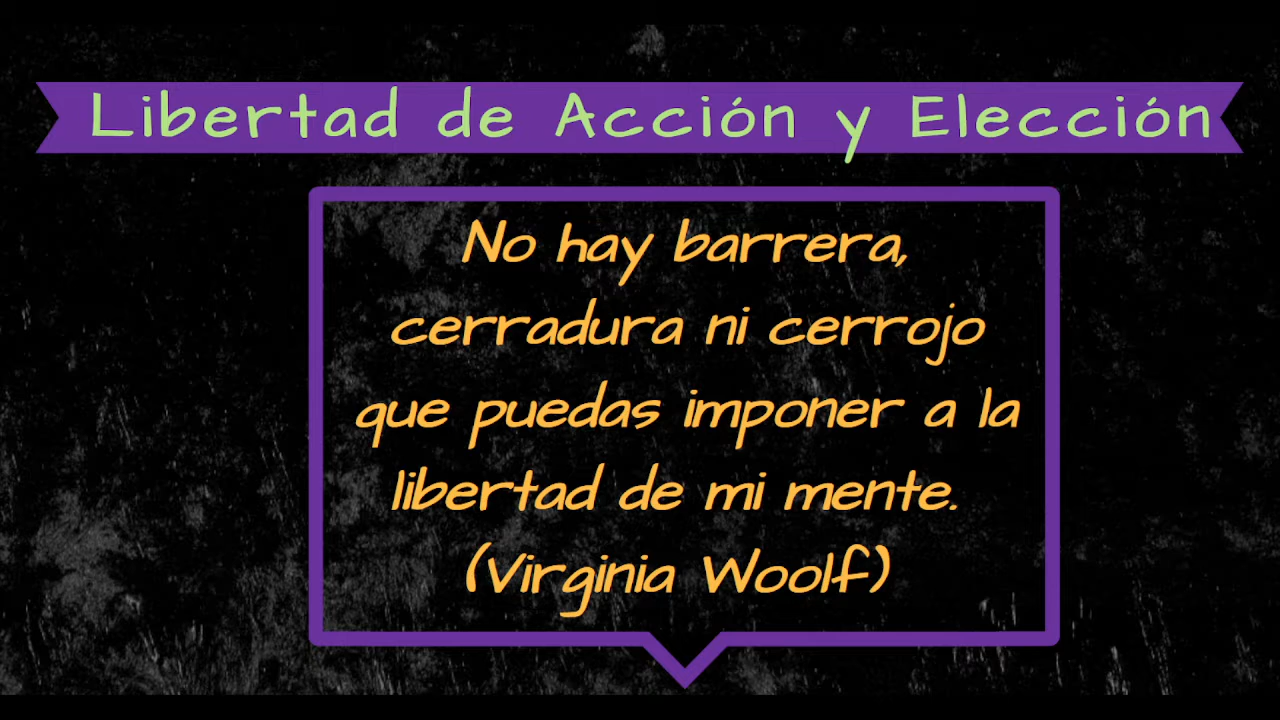 Libertad de Acción y Elección
No hay barrera,
cerradura ni cerrojo
que puedas imponer a la
libertad de mi mente.
(Virginia Woolf)